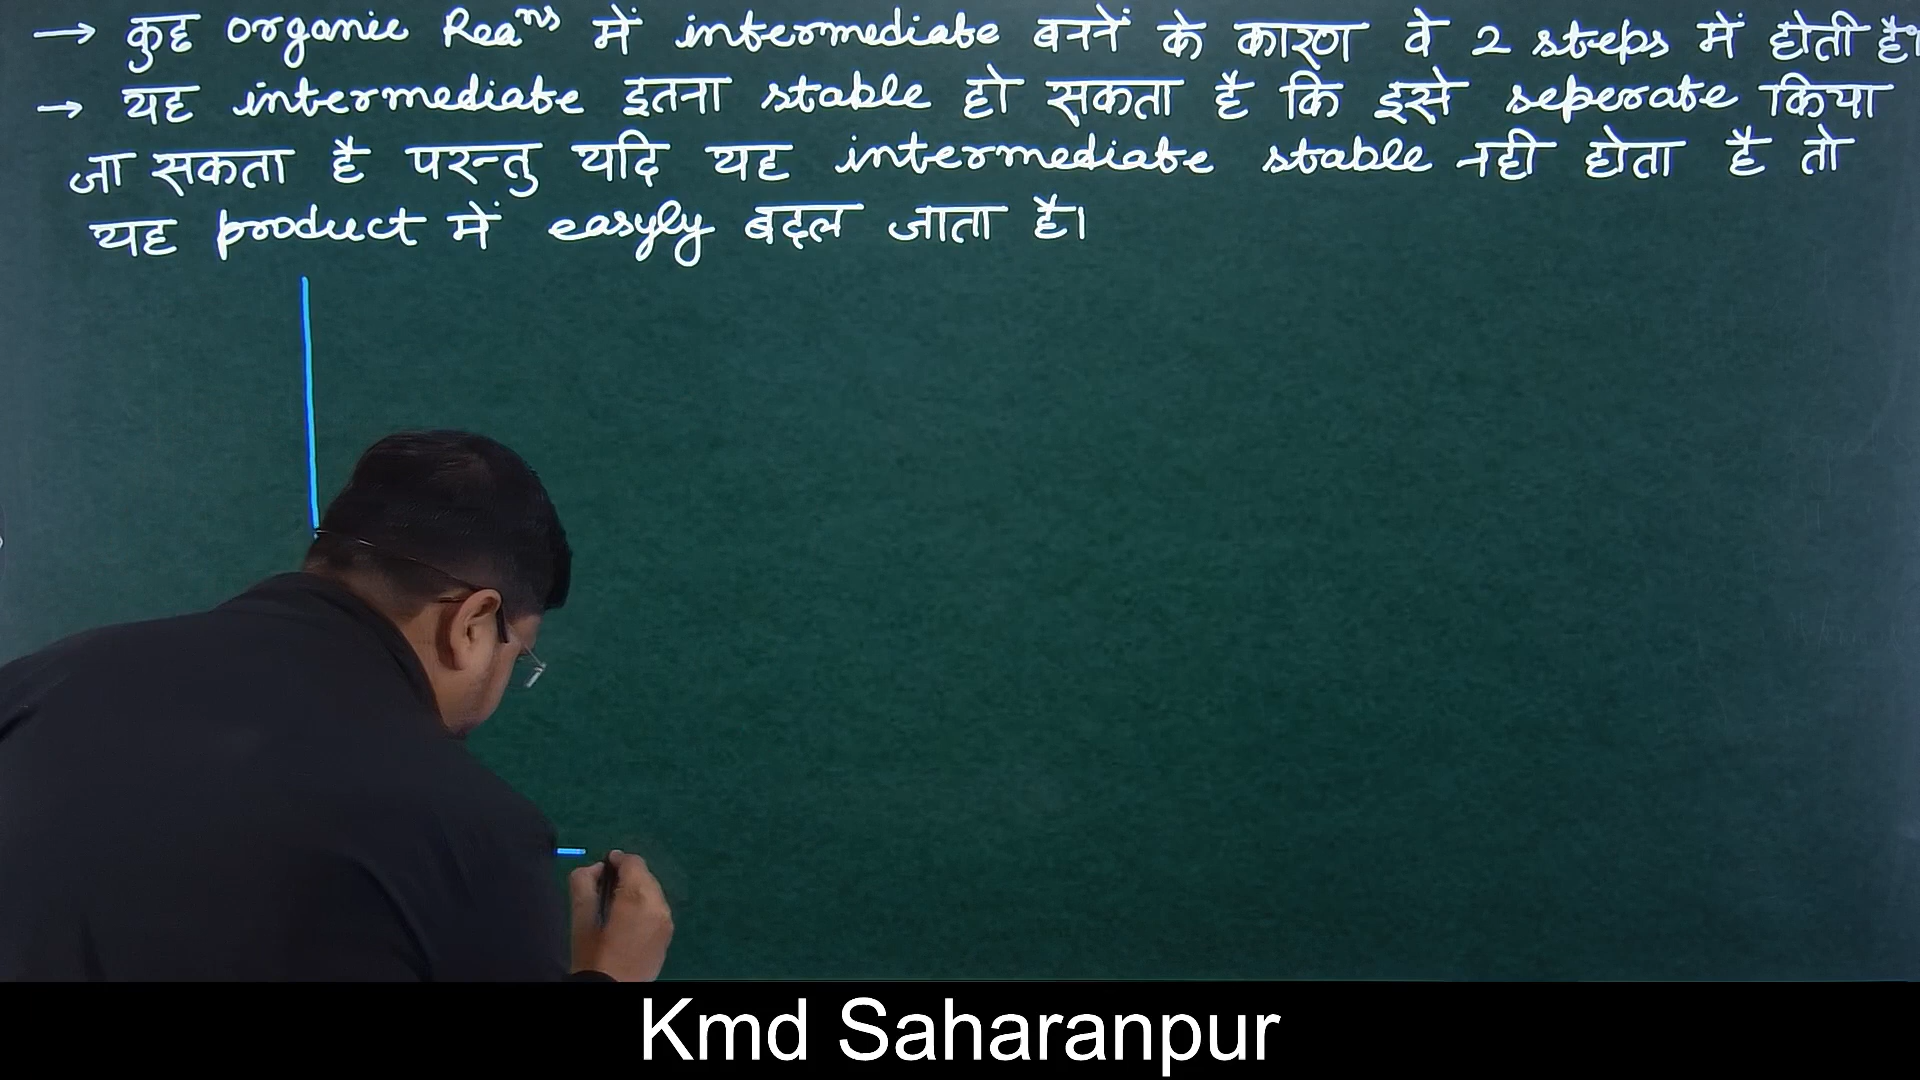 → कुछ organic Reaⁿˢ में intermediate बननें के कारण वे 2 steps में होती है।
→ यह intermediate इतना stable हो सकता है कि इसे seperate किया
जा सकता है परन्तु यदि यह intermediate stable नही होता है तो
यह product में easyly बदल जाता है।
Kmd Saharanpur